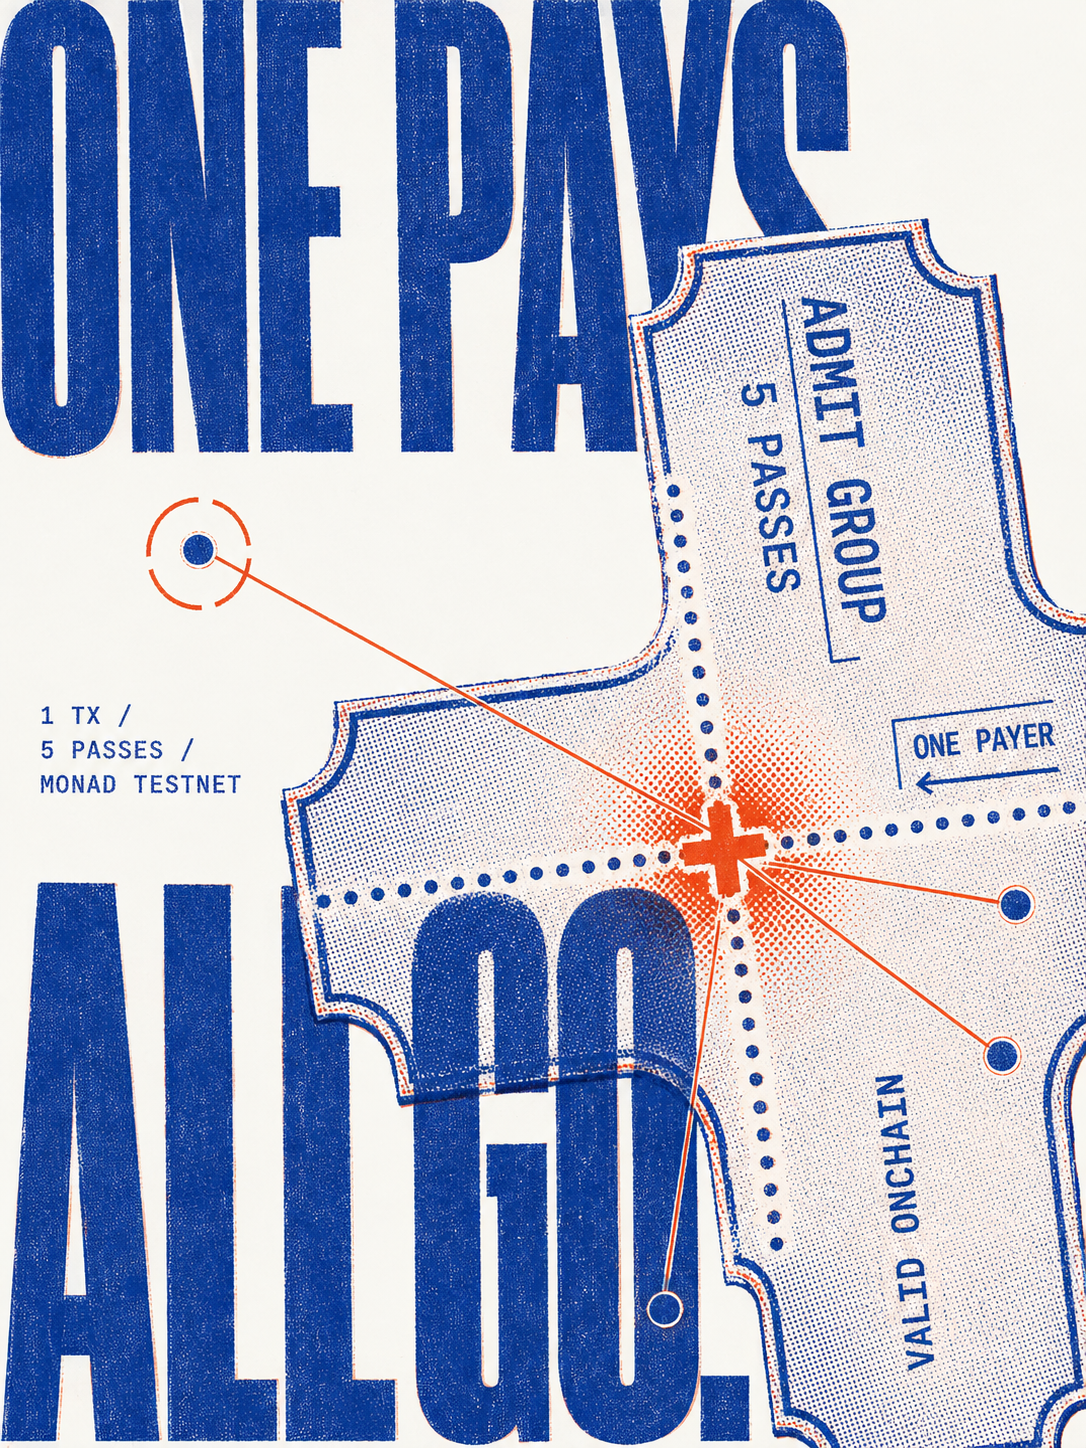 ONE PAYS
ADMIT GROUP
5 PASSES
1 TX /
5 PASSES /
MONAD TESTNET
ONE PAYER
ALL GO.
VALID ONCHAIN